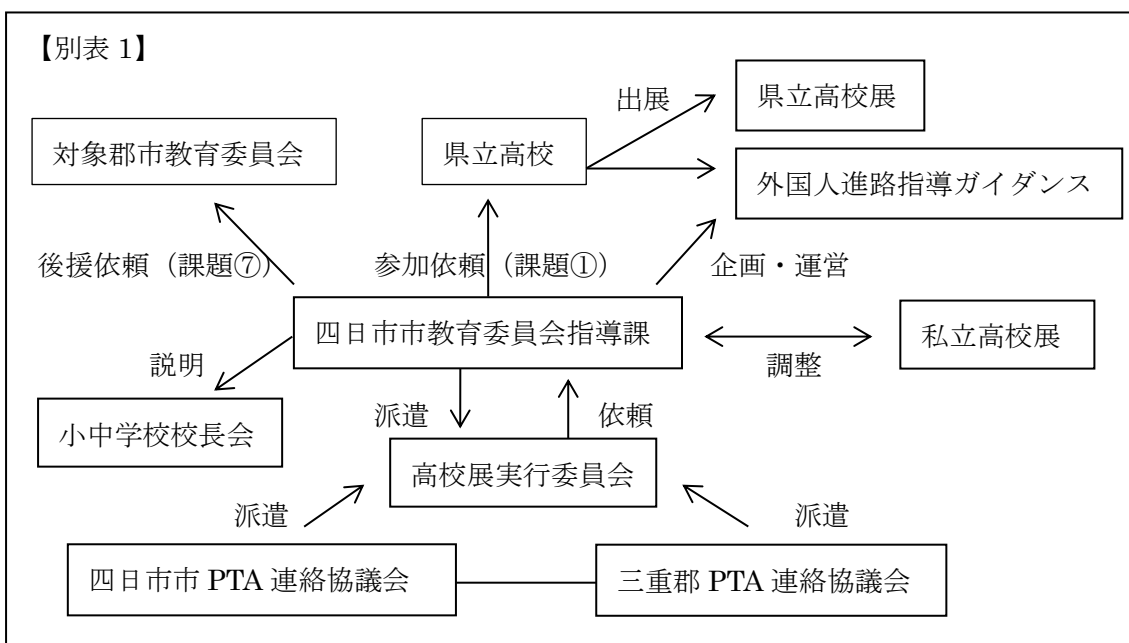 【別表 1】
出展
県立高校展
対象郡市教育委員会
県立高校
外国人進路指導ガイダンス
後援依頼（課題⑦）
参加依頼（課題①）
企画・運営
四日市市教育委員会指導課
私立高校展
説明
調整
小中学校校長会
派遣
依頼
高校展実行委員会
派遣
派遣
四日市市 PTA 連絡協議会
三重郡 PTA 連絡協議会